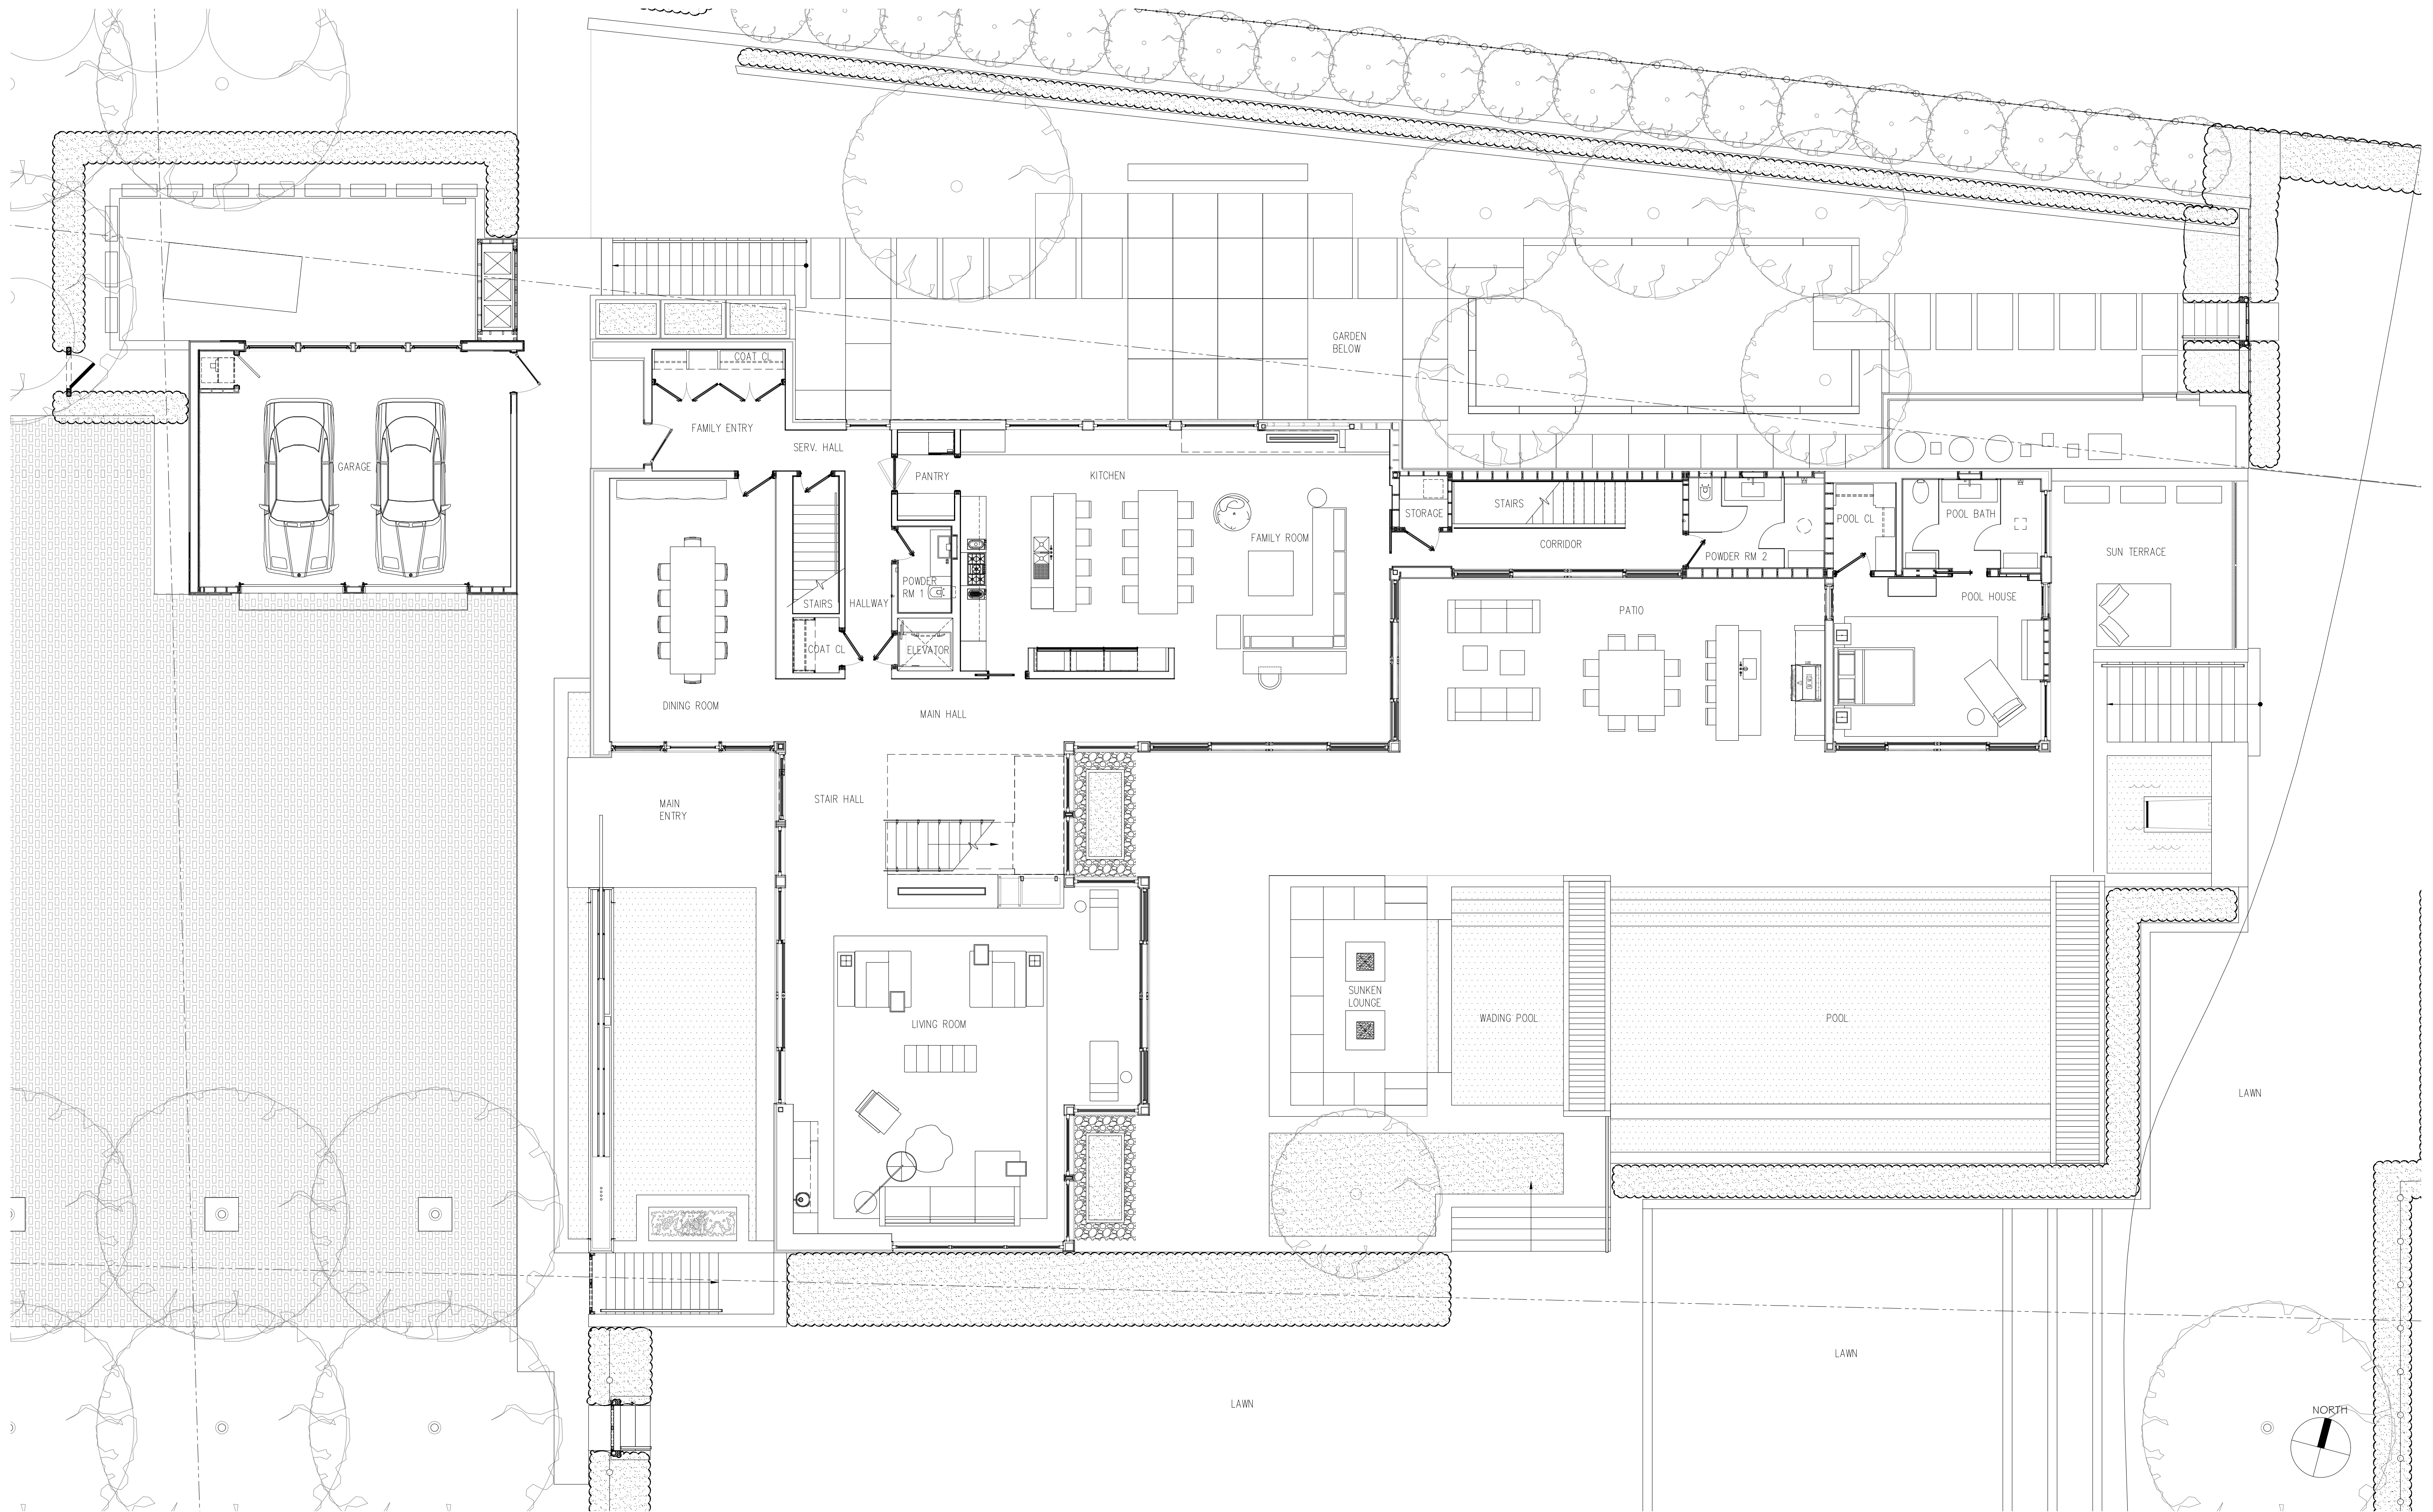 GARDEN
BELOW
COAT CL
FAMILY ENTRY
SERV. HALL
GARAGE
PANTRY
KITCHEN
STAIRS
STORAGE
POOL CL
POOL BATH
FAMILY ROOM
CORRIDOR
POWDER RM 2
SUN TERRACE
POWDER
RM 1
STAIRS
HALLWAY
POOL HOUSE
PATIO
COAT CL
ELEVATOR
DINING ROOM
MAIN HALL
MAIN
ENTRY
STAIR HALL
SUNKEN
LOUNGE
LIVING ROOM
WADING POOL
POOL
LAWN
LAWN
LAWN
NORTH